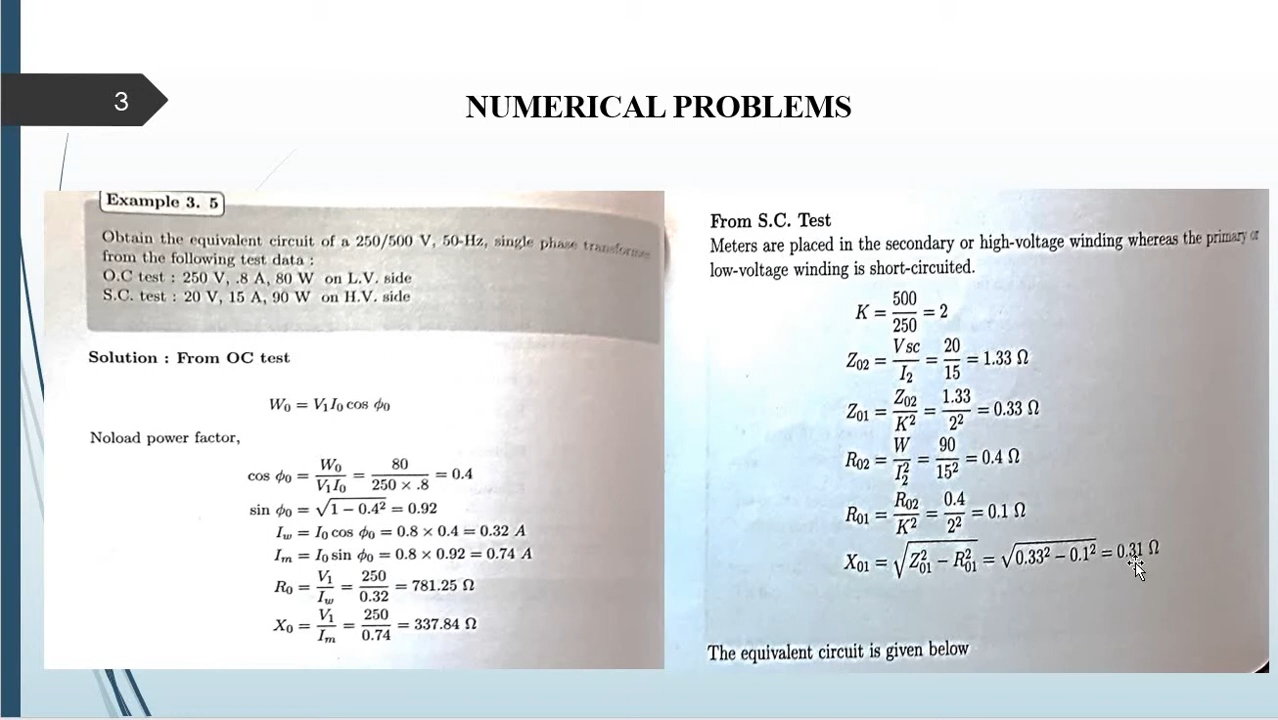 3
NUMERICAL PROBLEMS
Example 3. 5
Obtain the equivalent circuit of a 250/500 V, 50-Hz, single phase transformer
from the following test data :
O.C test : 250 V, .8 A, 80 W on L.V. side
S.C. test : 20 V, 15 A, 90 W on H.V. side
Solution : From OC test
W₀ = V₁I₀ cos ϕ₀
Noload power factor,
cos ϕ₀ = W₀/V₁I₀ = 80/250 × .8 = 0.4
sin ϕ₀ = √1 − 0.4² = 0.92
I_w = I₀ cos ϕ₀ = 0.8 × 0.4 = 0.32 A
I_m = I₀ sin ϕ₀ = 0.8 × 0.92 = 0.74 A
R₀ = V₁/I_w = 250/0.32 = 781.25 Ω
X₀ = V₁/I_m = 250/0.74 = 337.84 Ω
From S.C. Test
Meters are placed in the secondary or high-voltage winding whereas the primary or
low-voltage winding is short-circuited.
K = 500/250 = 2
Z₀₂ = Vsc/I₂ = 20/15 = 1.33 Ω
Z₀₁ = Z₀₂/K² = 1.33/2² = 0.33 Ω
R₀₂ = W/I₂² = 90/15² = 0.4 Ω
R₀₁ = R₀₂/K² = 0.4/2² = 0.1 Ω
X₀₁ = √Z₀₁² − R₀₁² = √0.33² − 0.1² = 0.31 Ω
The equivalent circuit is given below